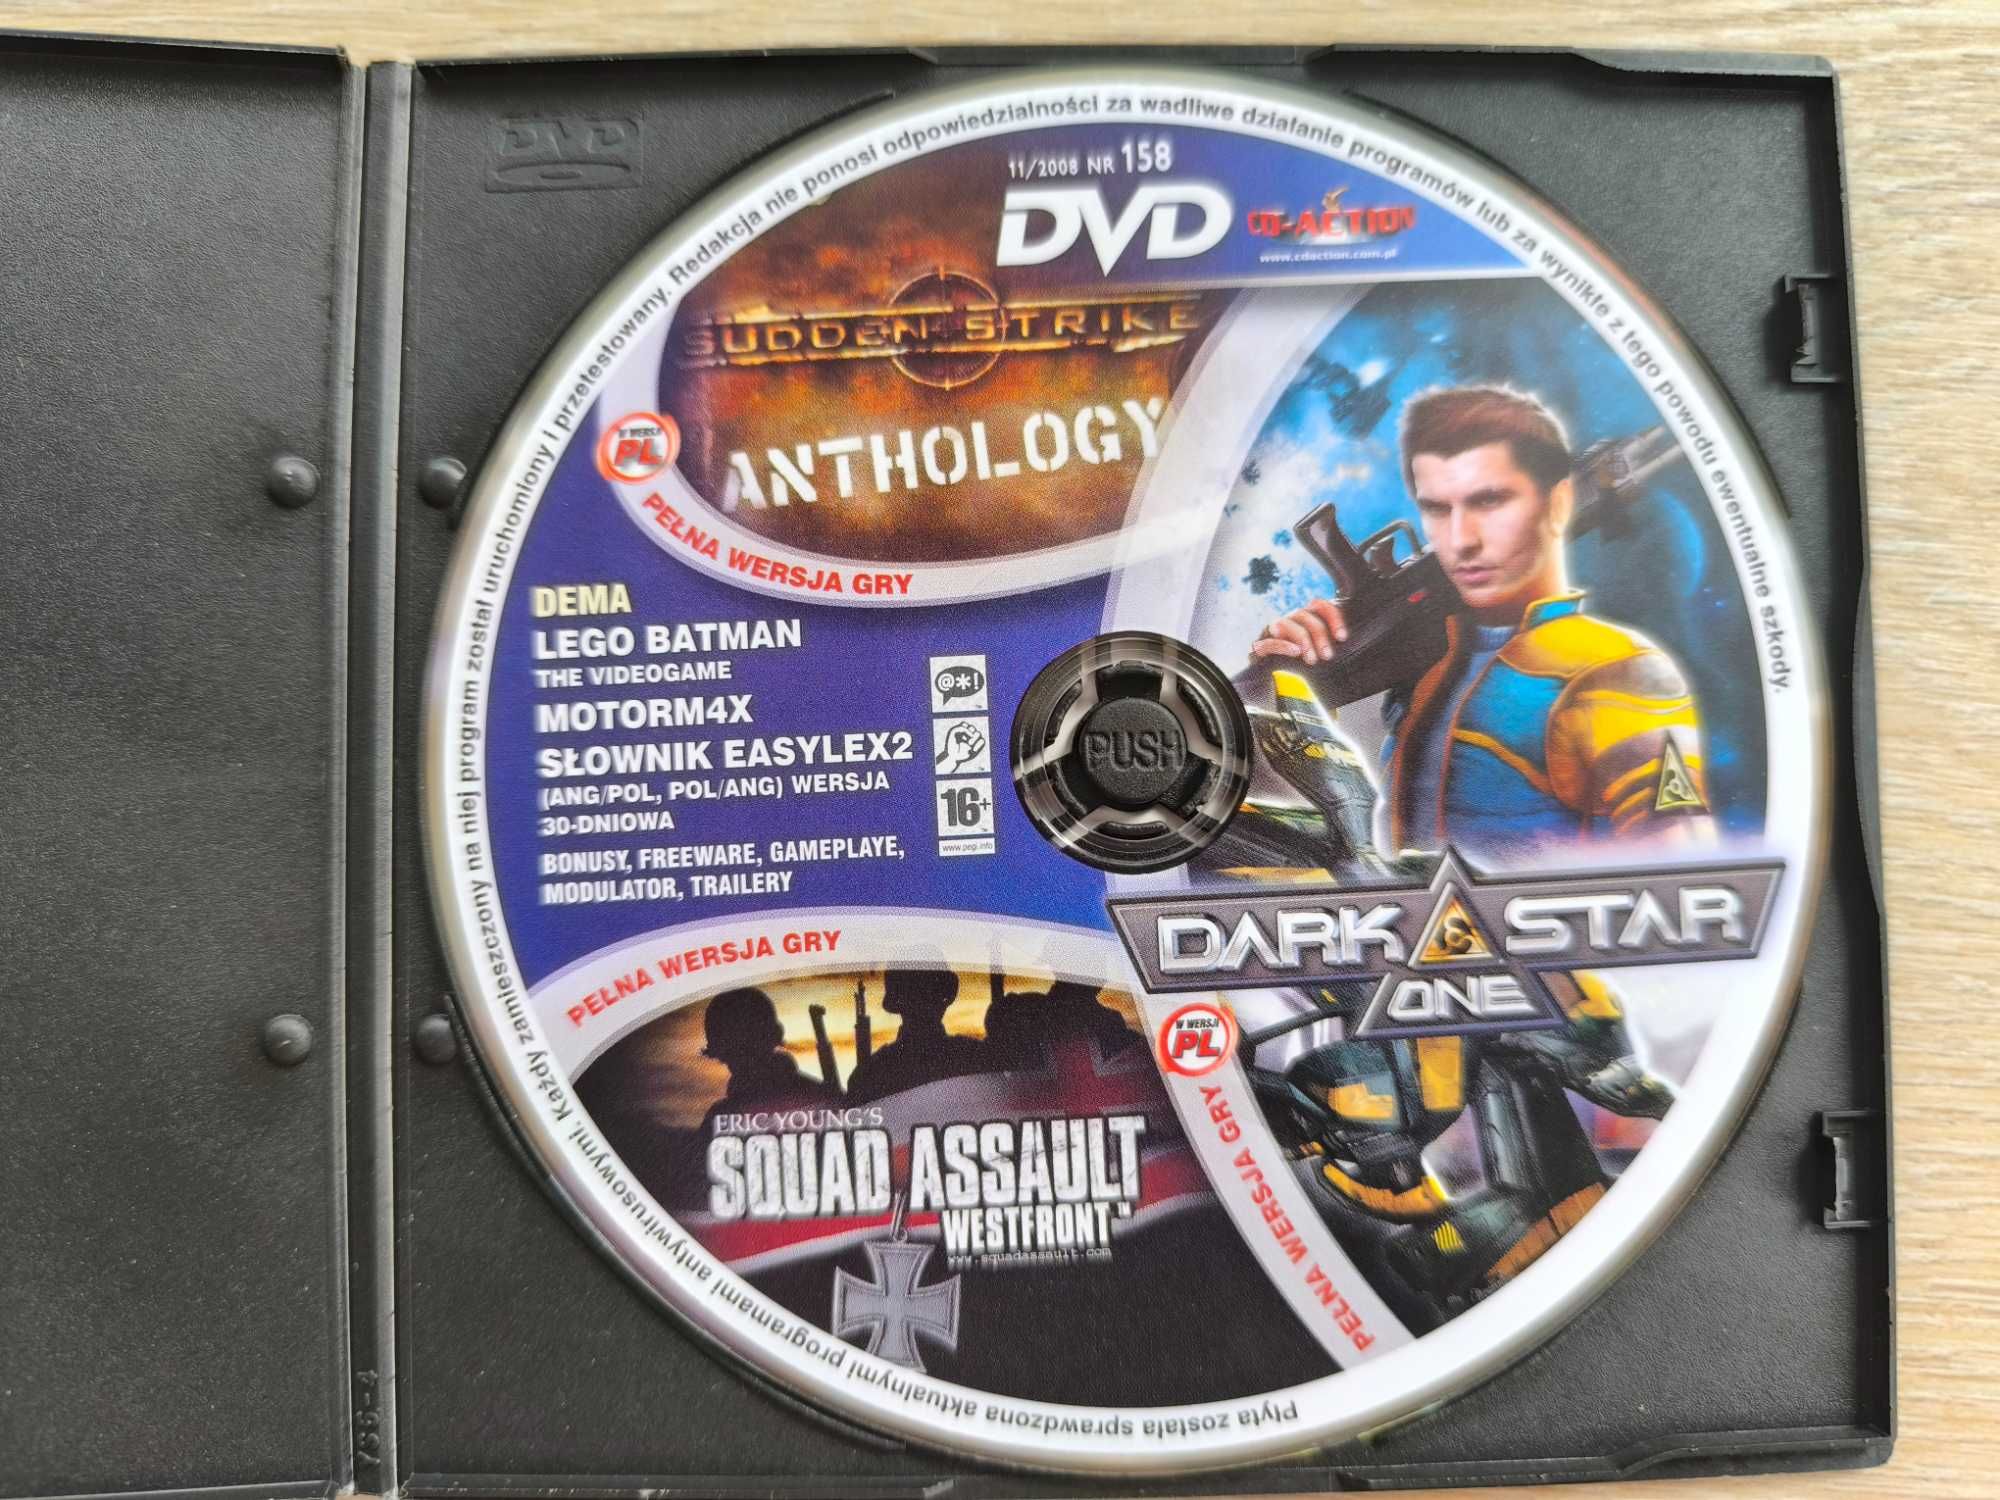 DVD
11/2008 NR 158
DVD
CD-ACTION
www.cdaction.com.pl
SUDDEN STRIKE
ANTHOLOGY
W WERSJI
PL
PEŁNA WERSJA GRY
DEMA
LEGO BATMAN
THE VIDEOGAME
MOTORM4X
SŁOWNIK EASYLEX2
(ANG/POL, POL/ANG) WERSJA
30-DNIOWA
BONUSY, FREEWARE, GAMEPLAYE,
MODULATOR, TRAILERY
@*!
16+
www.pegi.info
PUSH
DARK STAR
ONE
W WERSJI
PL
PEŁNA WERSJA GRY
PEŁNA WERSJA GRY
ERIC YOUNG'S
SQUAD ASSAULT
WESTFRONT™
www.squadassault.com
Płyta została sprawdzona aktualnymi programami antywirusowymi. Każdy zamieszczony na niej program został uruchomiony i przetestowany. Redakcja nie ponosi odpowiedzialności za wadliwe działanie programów lub za wynikłe z tego powodu ewentualne szkody.